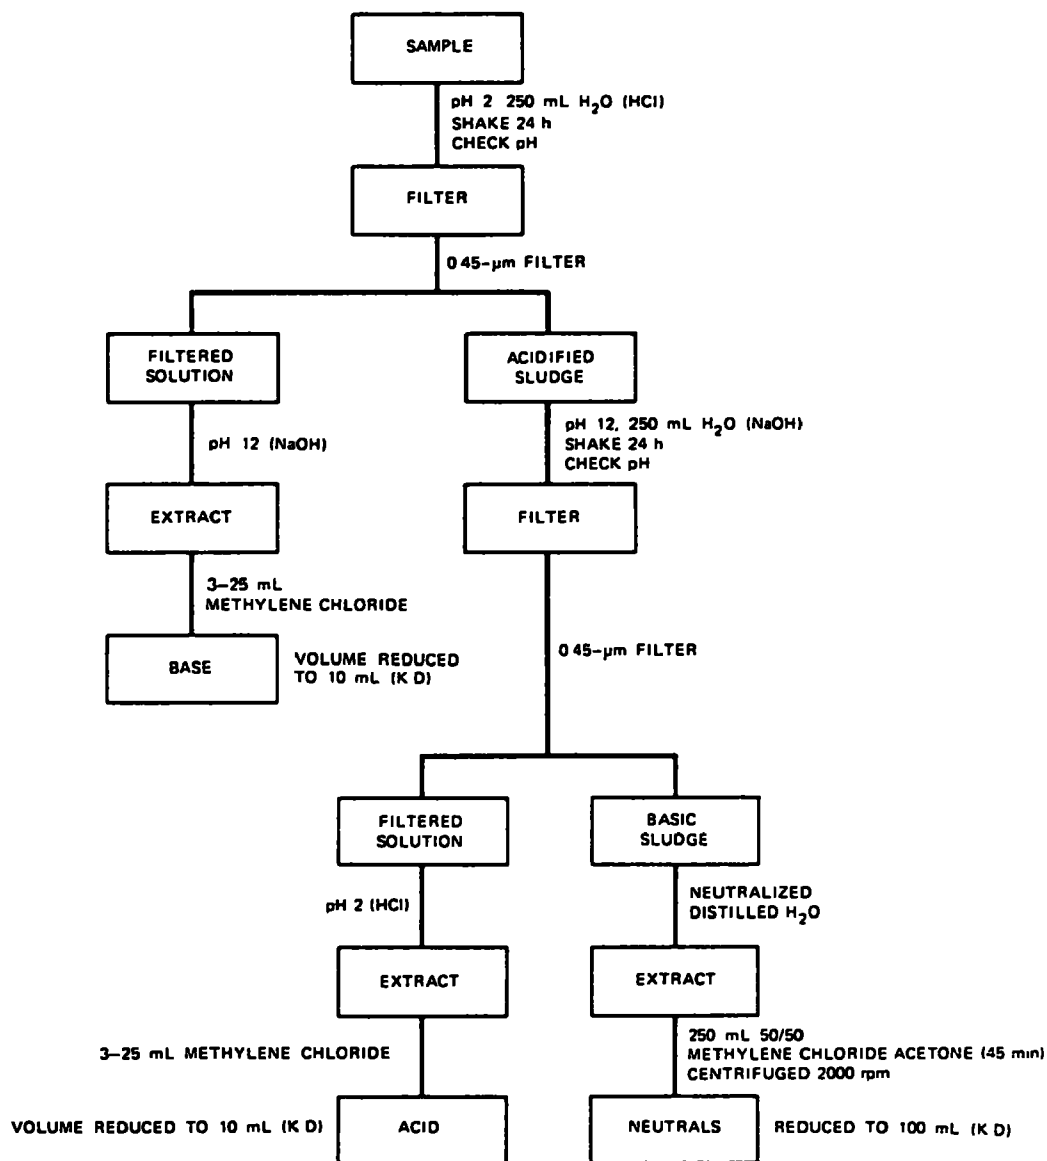 SAMPLE
pH 2 250 mL H2O (HCl)
SHAKE 24 h
CHECK pH
FILTER
0 45-µm FILTER
FILTERED
SOLUTION
ACIDIFIED
SLUDGE
pH 12 (NaOH)
pH 12, 250 mL H2O (NaOH)
SHAKE 24 h
CHECK pH
EXTRACT
FILTER
3–25 mL
METHYLENE CHLORIDE
BASE
VOLUME REDUCED
TO 10 mL (K D)
0 45-µm FILTER
FILTERED
SOLUTION
BASIC
SLUDGE
pH 2 (HCl)
NEUTRALIZED
DISTILLED H2O
EXTRACT
EXTRACT
3–25 mL METHYLENE CHLORIDE
250 mL 50/50
METHYLENE CHLORIDE ACETONE (45 min)
CENTRIFUGED 2000 rpm
VOLUME REDUCED TO 10 mL (K D)
ACID
NEUTRALS
REDUCED TO 100 mL (K D)